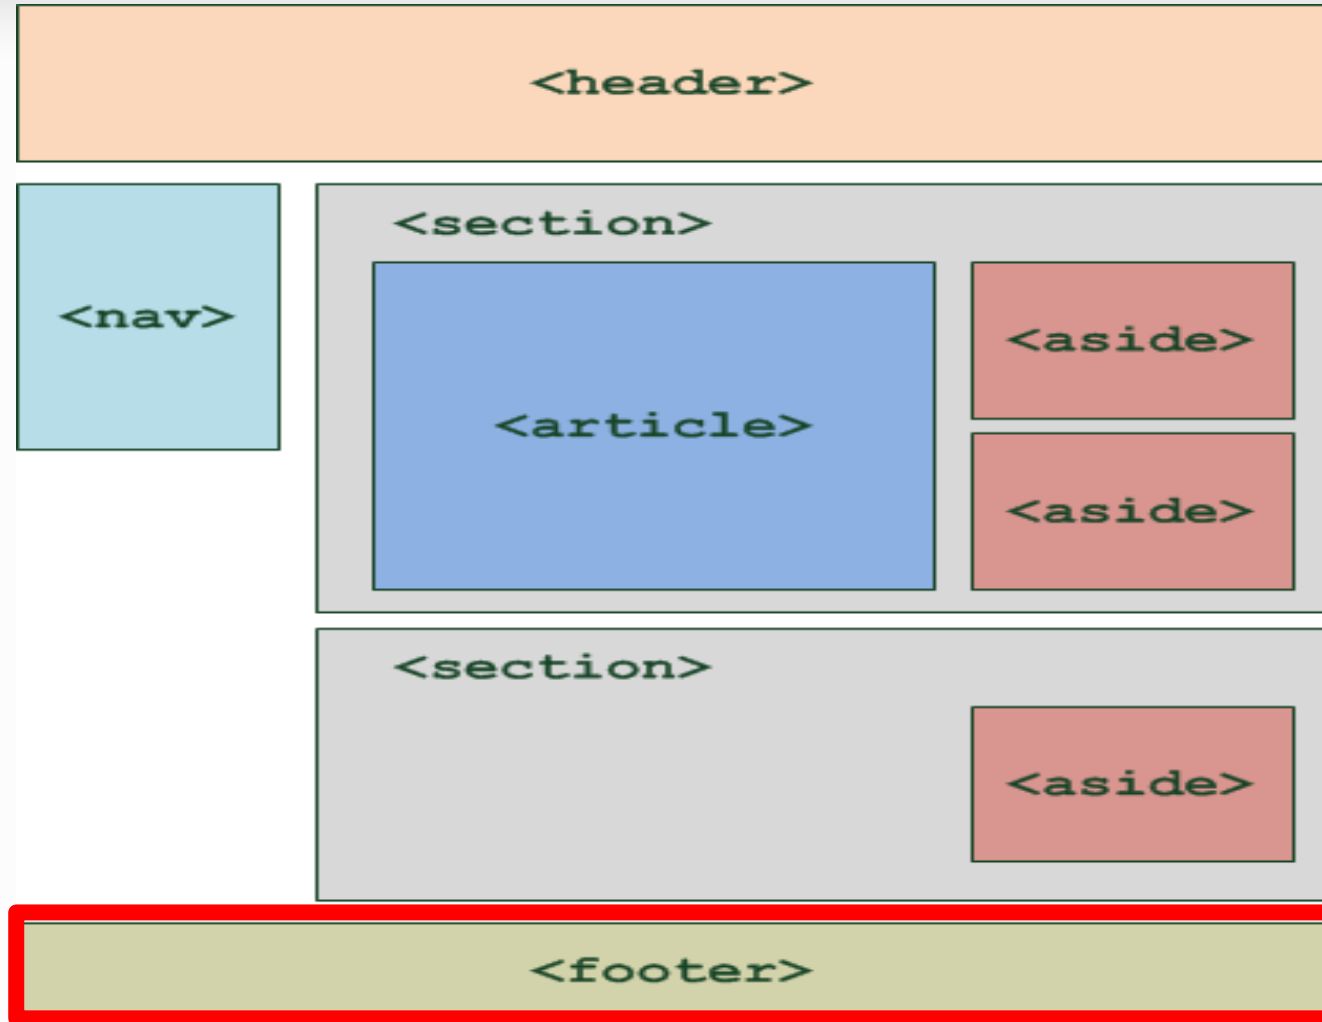 <header>
<nav>
<section>
<article>
<aside>
<aside>
<section>
<aside>
<footer>